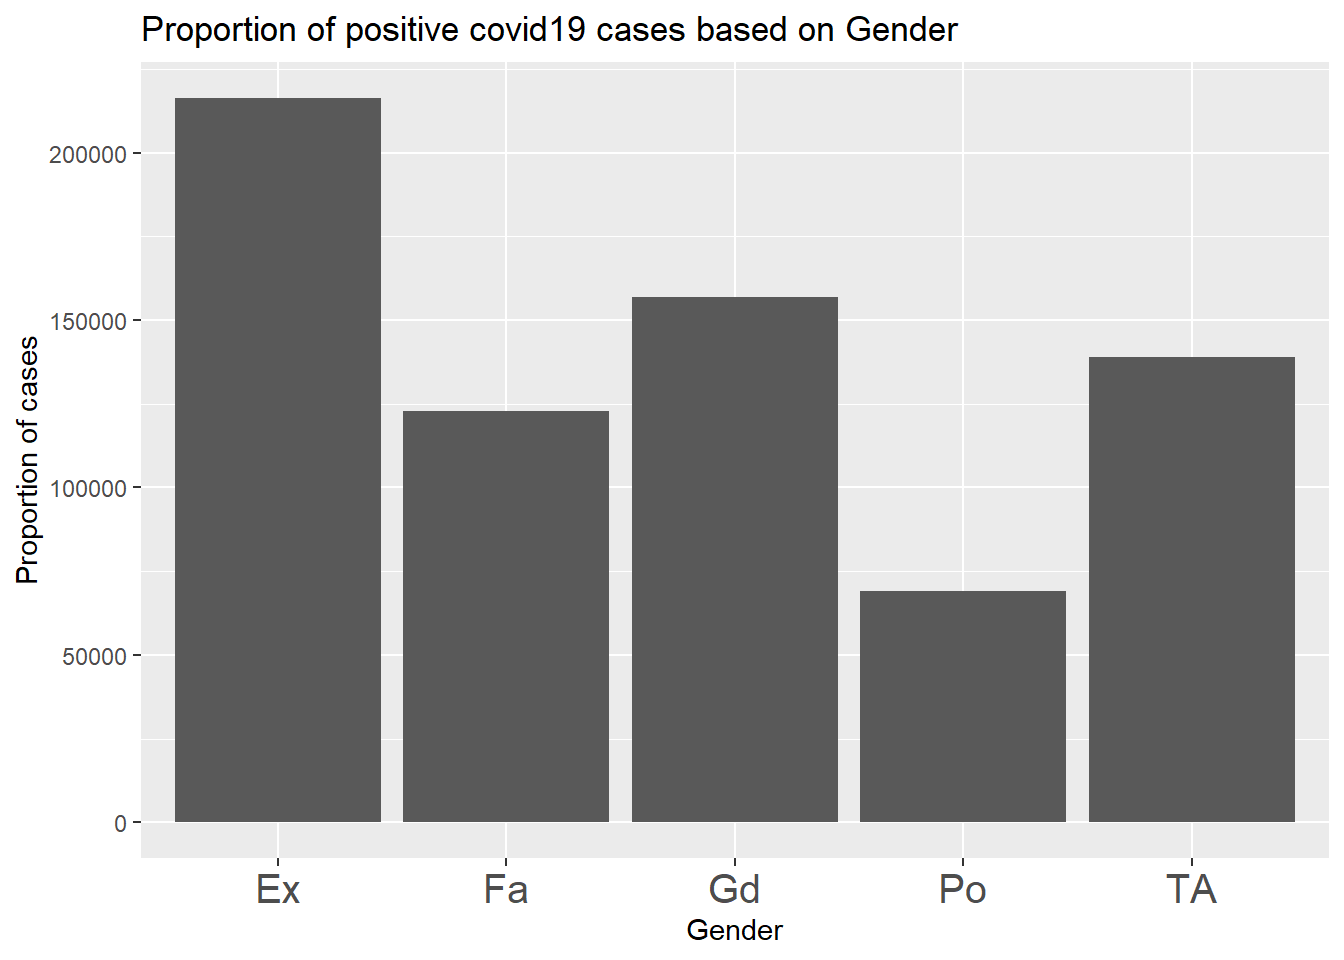 Proportion of positive covid19 cases based on Gender
Proportion of cases
200000
150000
100000
50000
0
Ex Fa Gd Po TA
Gender